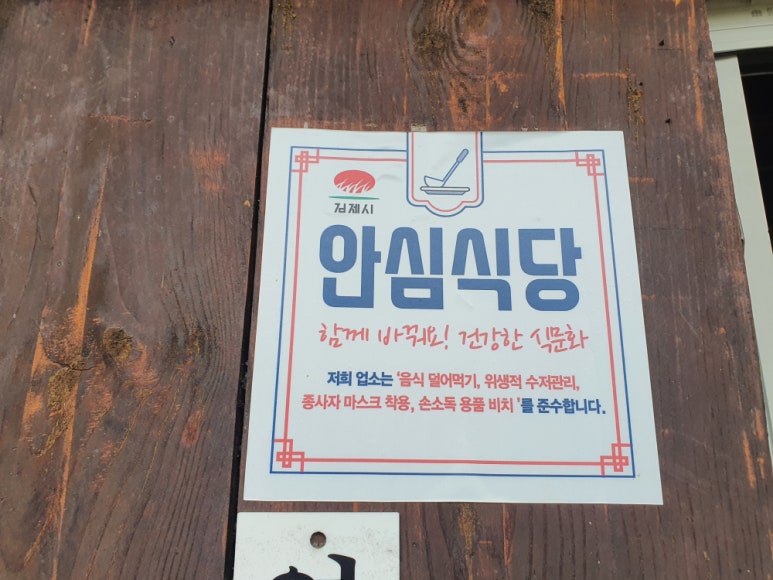 김제시
안심식당
함께 바꿔요! 건강한 식문화
저희 업소는 '음식 덜어먹기, 위생적 수저관리,
종사자 마스크 착용, 손소독 용품 비치 '를 준수합니다.